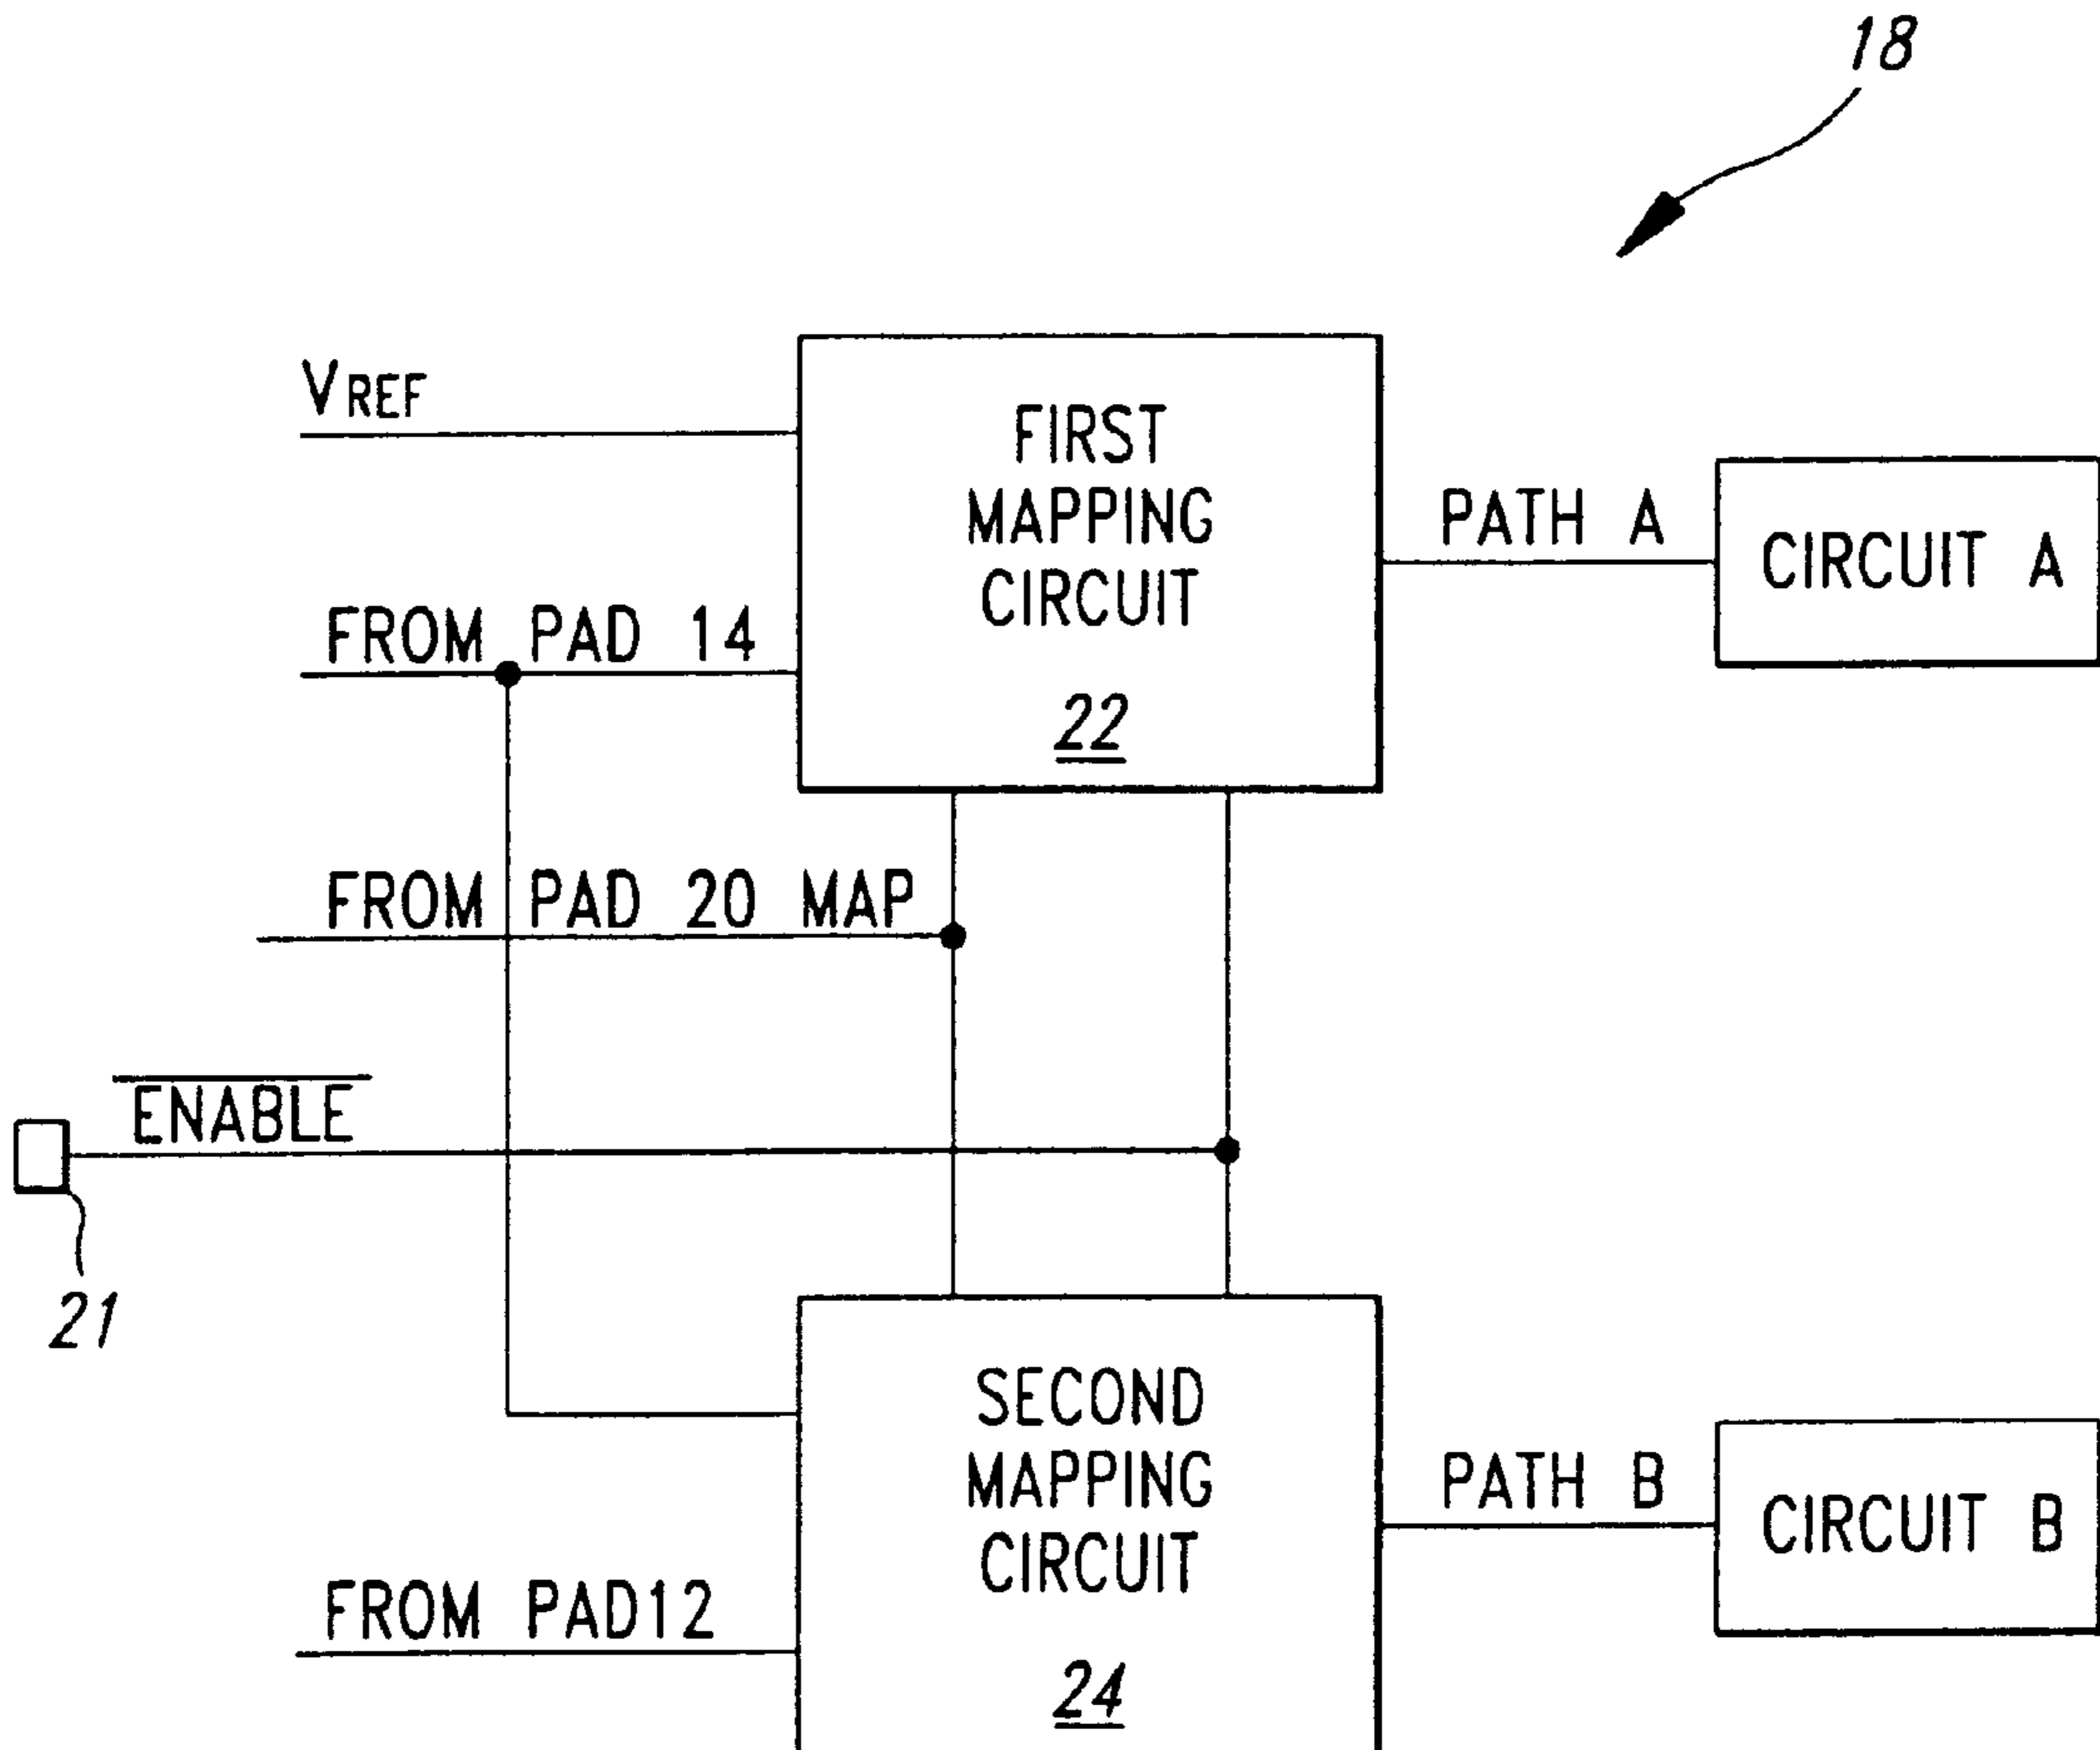 18
VREF
FIRST
MAPPING
CIRCUIT
22
PATH A
CIRCUIT A
FROM PAD 14
FROM PAD 20 MAP
ENABLE
21
SECOND
MAPPING
CIRCUIT
24
PATH B
CIRCUIT B
FROM PAD12